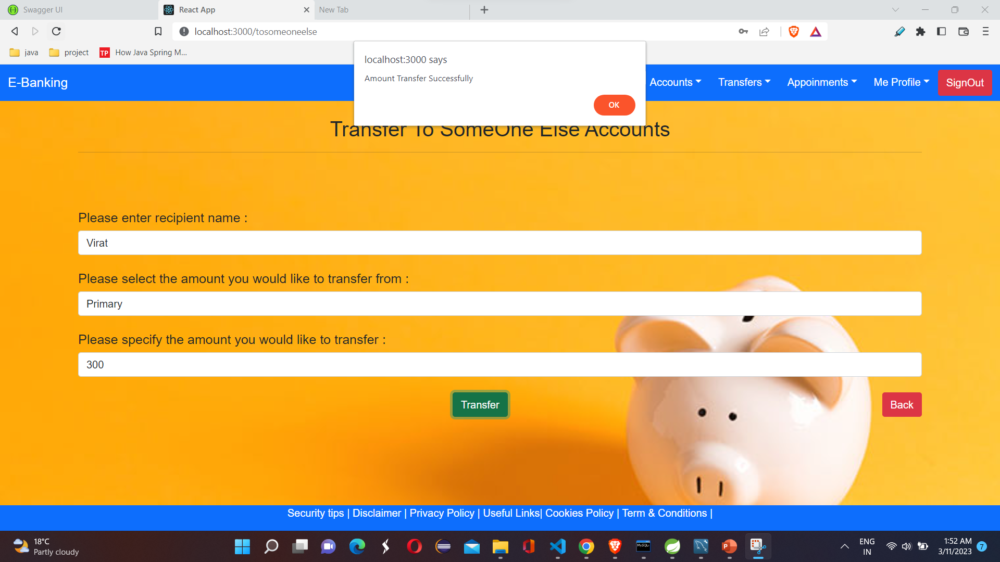 Swagger UI
React App
New Tab
localhost:3000/tosomeoneelse
java
project
TP
How Java Spring M...
localhost:3000 says
Amount Transfer Successfully
OK
E-Banking
Accounts
Transfers
Appoinments
Me Profile
SignOut
Transfer To SomeOne Else Accounts
Please enter recipient name :
Virat
Please select the amount you would like to transfer from :
Primary
Please specify the amount you would like to transfer :
300
Transfer
Back
Security tips | Disclaimer | Privacy Policy | Useful Links| Cookies Policy | Term & Conditions |
18°C
Partly cloudy
MySQL
P
ENG
IN
1:52 AM
3/11/2023
7